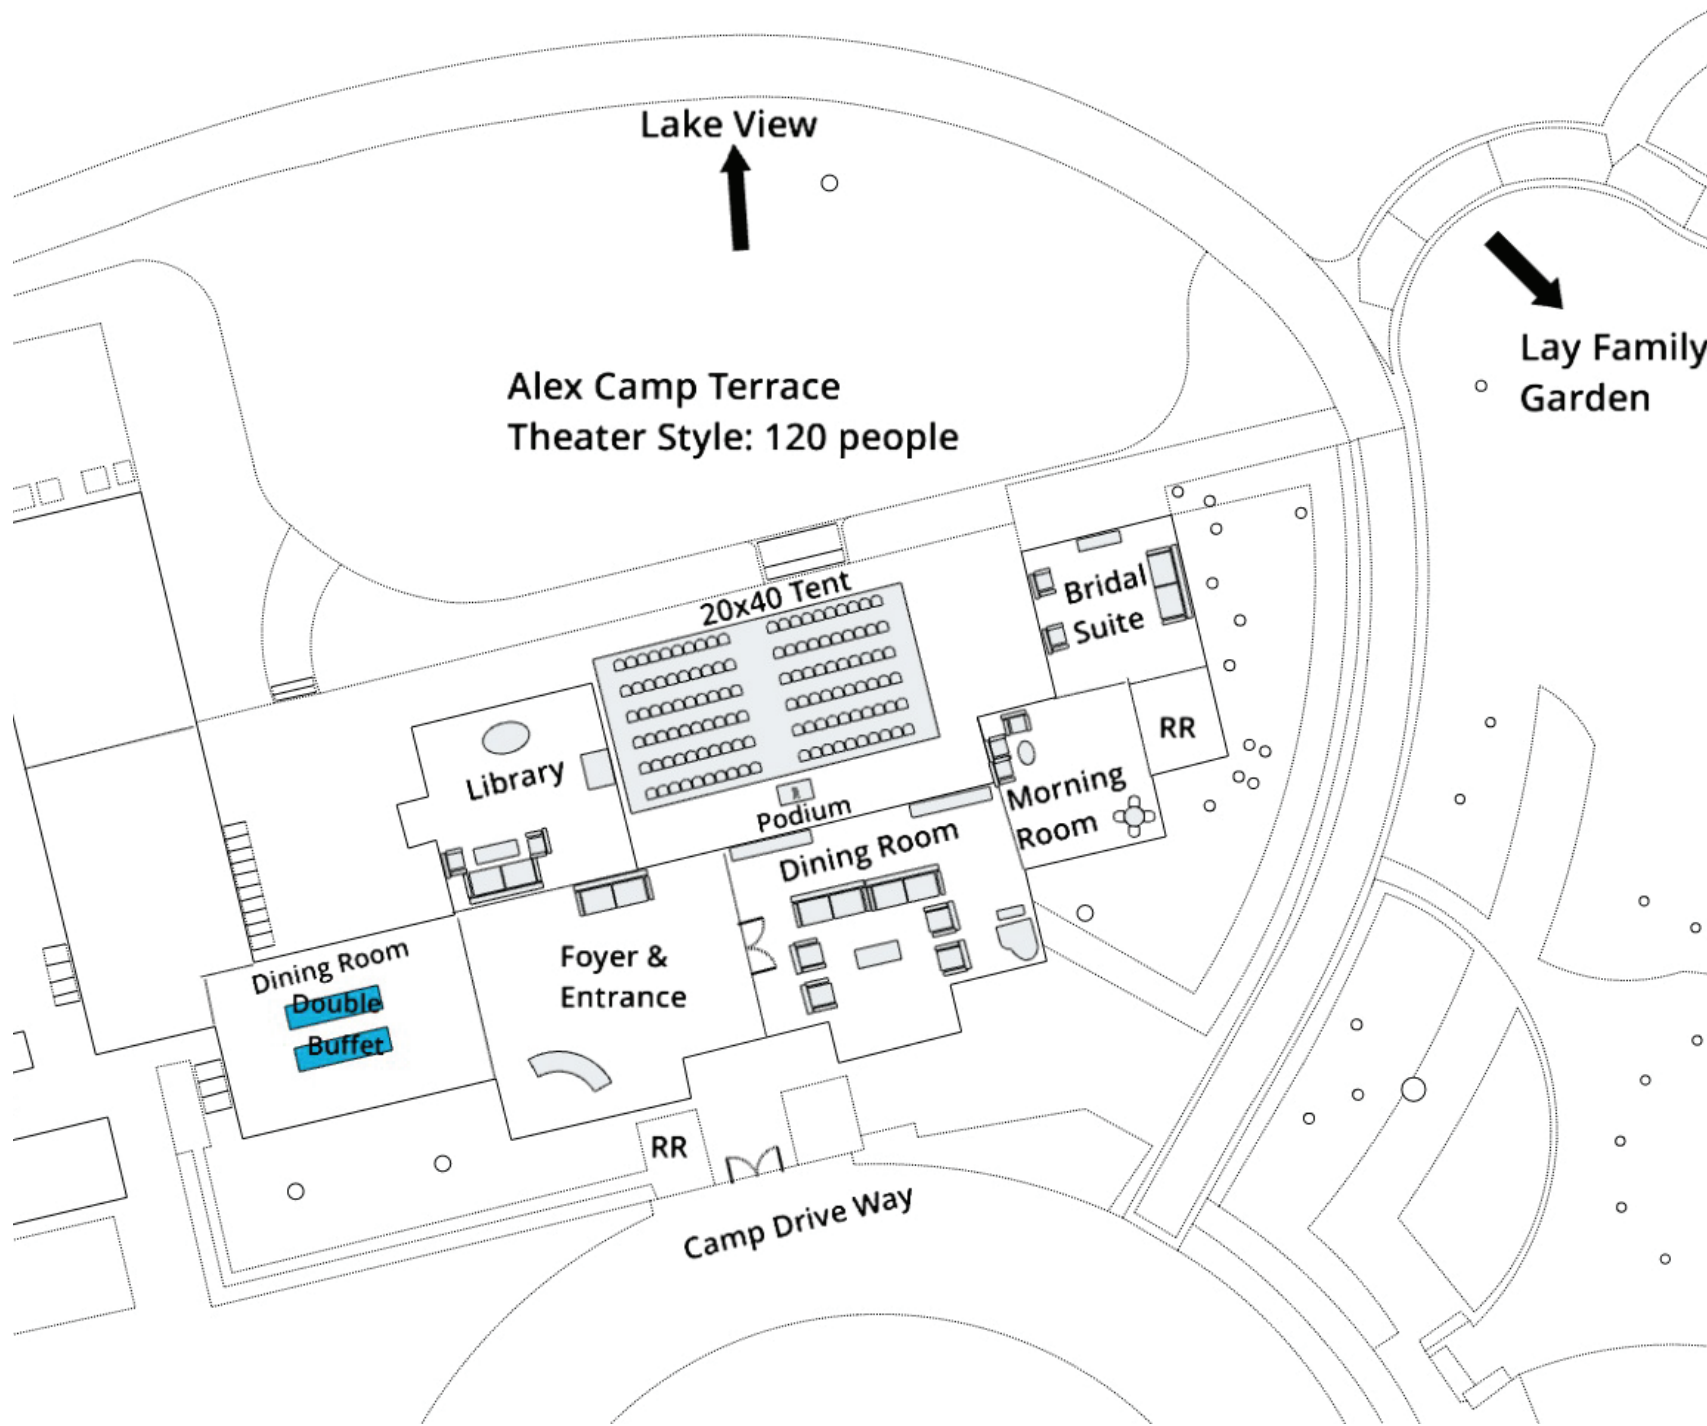 Lake View
Lay Family
Garden
Alex Camp Terrace
Theater Style: 120 people
20x40 Tent
Bridal
Suite
RR
Library
Morning
Room
Podium
Dining Room
Dining Room
Double
Buffet
Foyer &
Entrance
RR
Camp Drive Way